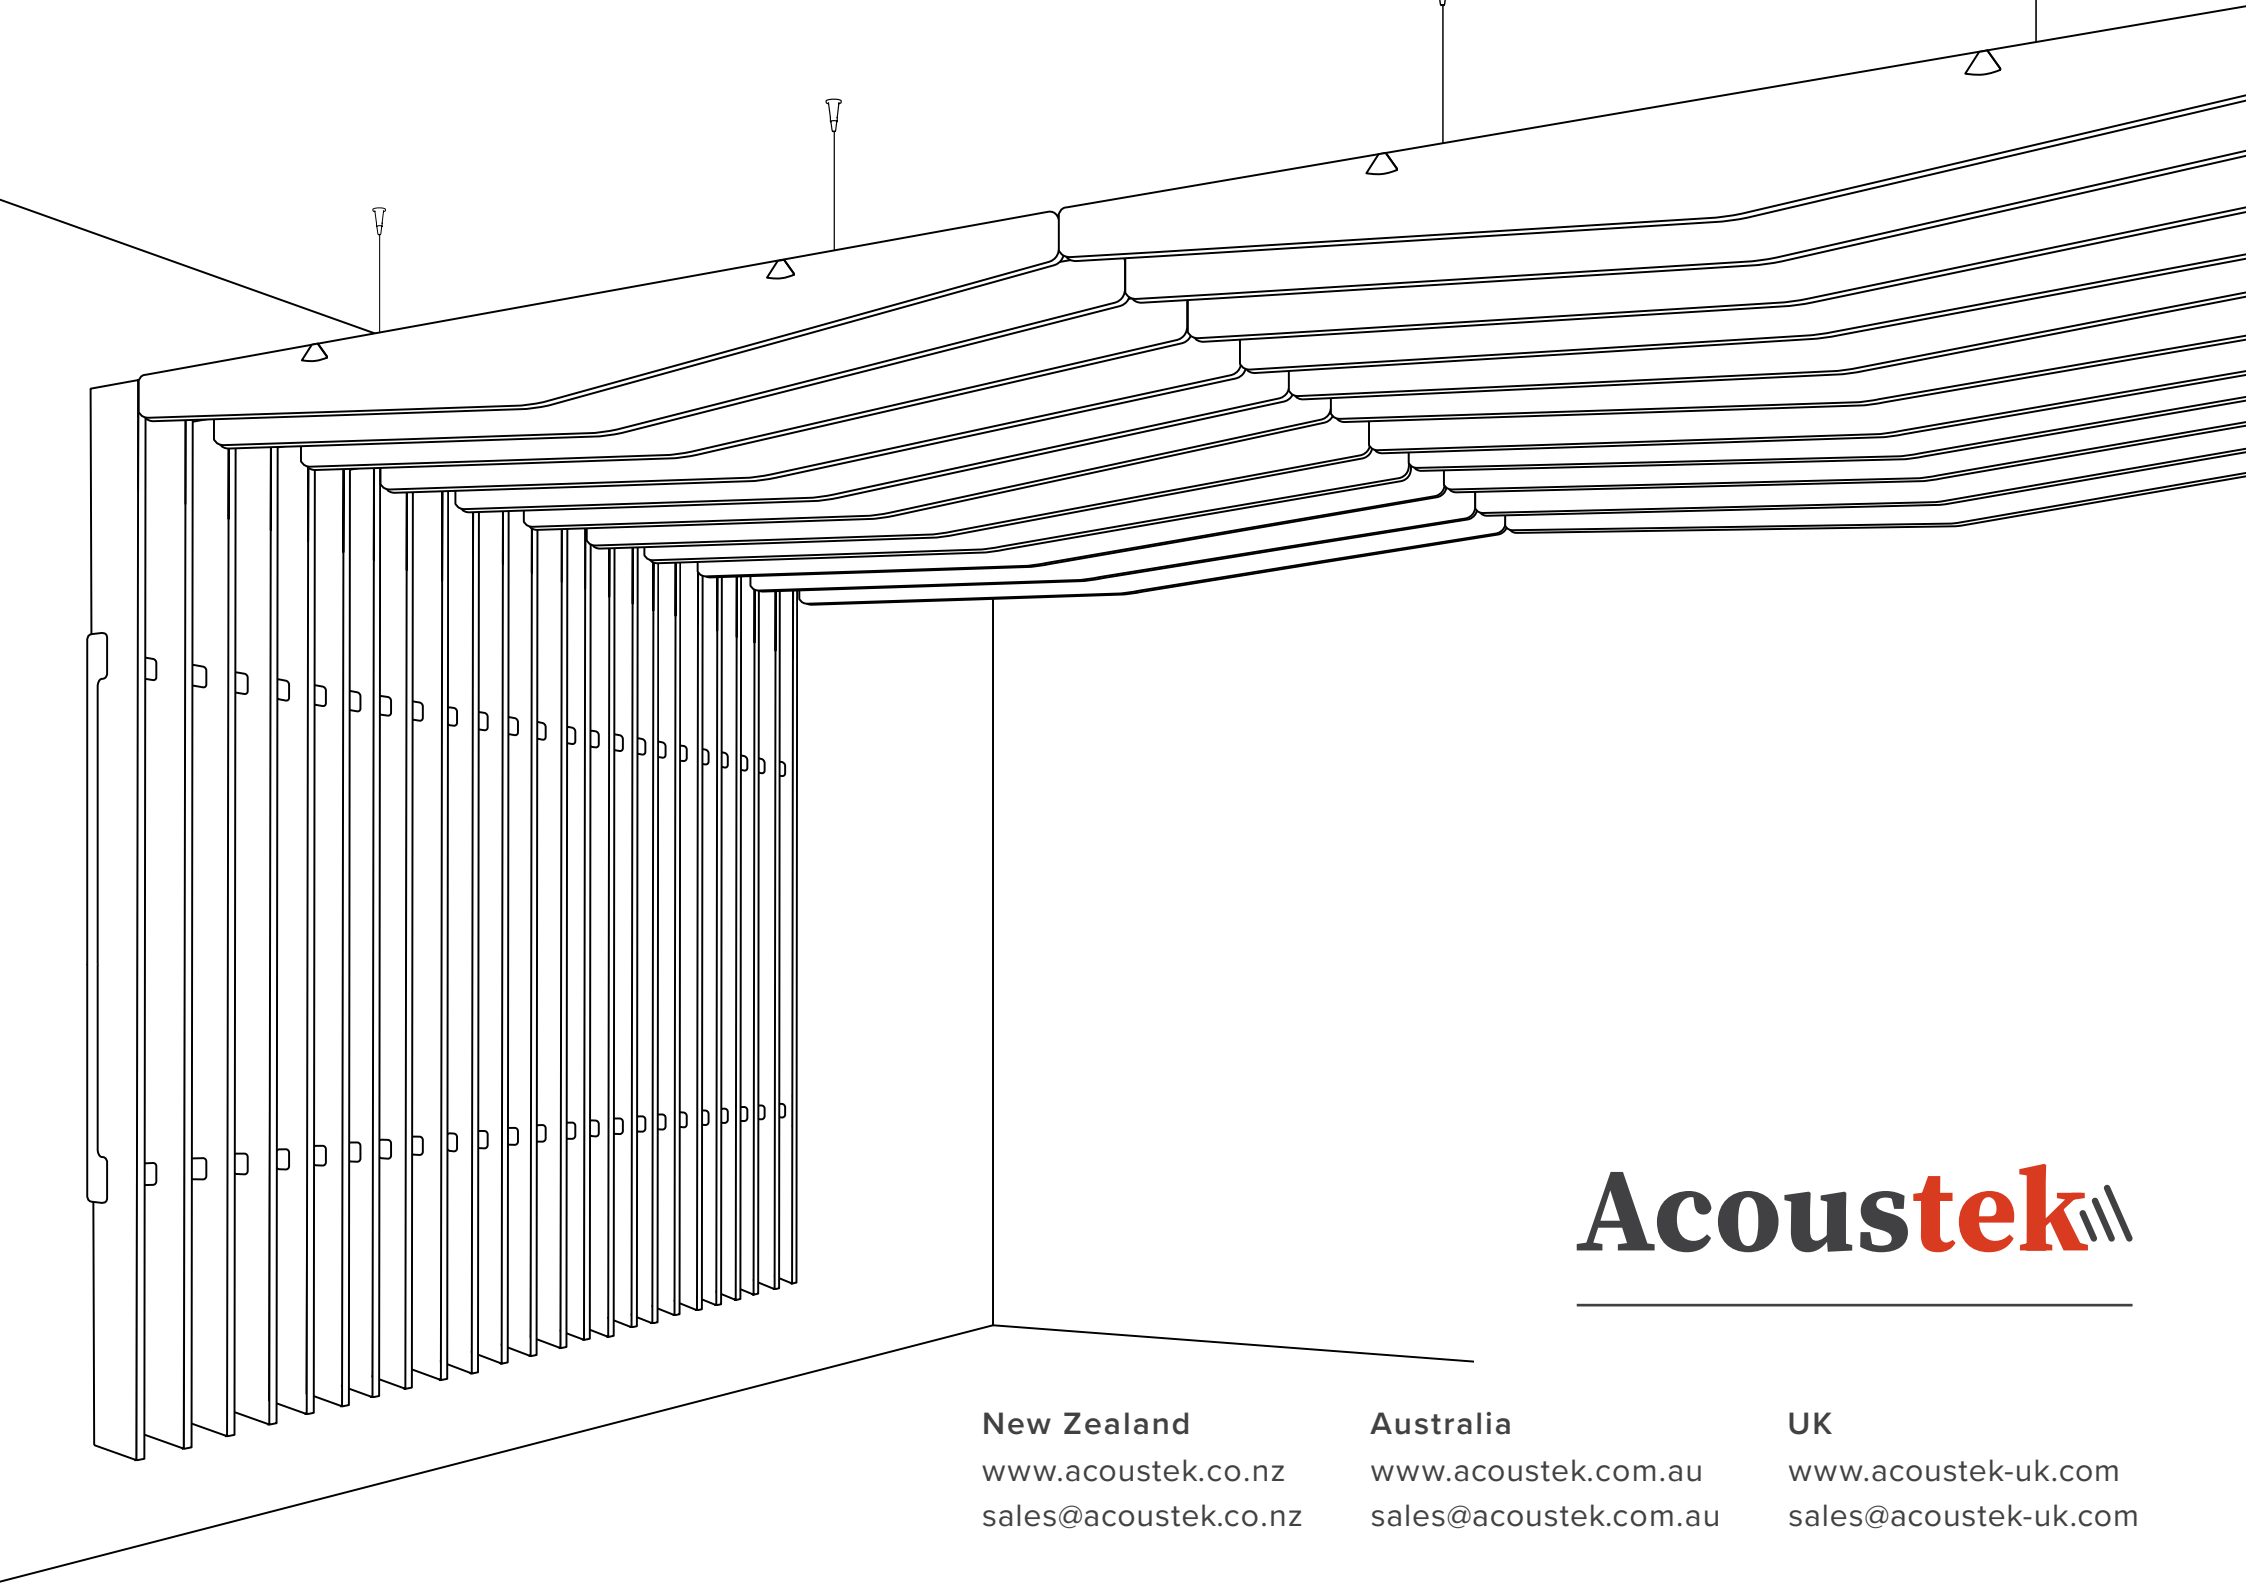 Acoustek
New Zealand
www.acoustek.co.nz
sales@acoustek.co.nz
Australia
www.acoustek.com.au
sales@acoustek.com.au
UK
www.acoustek-uk.com
sales@acoustek-uk.com